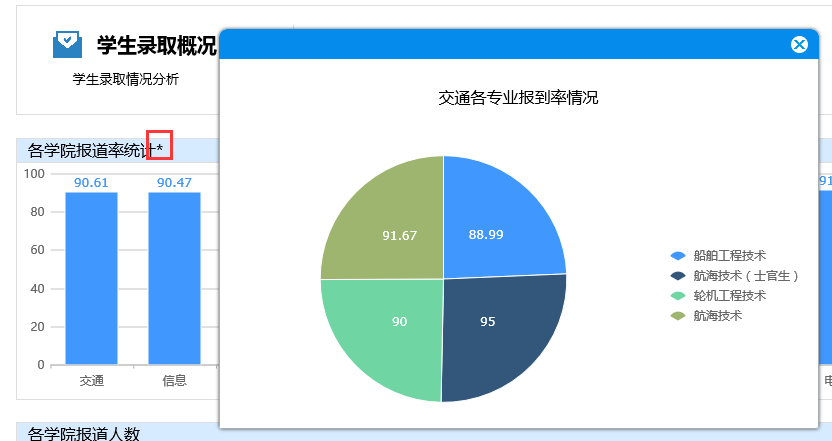 学生录取概况
学生录取情况分析
各学院报道率统计*
100
80
60
40
20
0
90.61
90.47
交通
信息
交通各专业报到率情况
91.67
88.99
90
95
船舶工程技术
航海技术（士官生）
轮机工程技术
航海技术
91
电
各学院报道人数